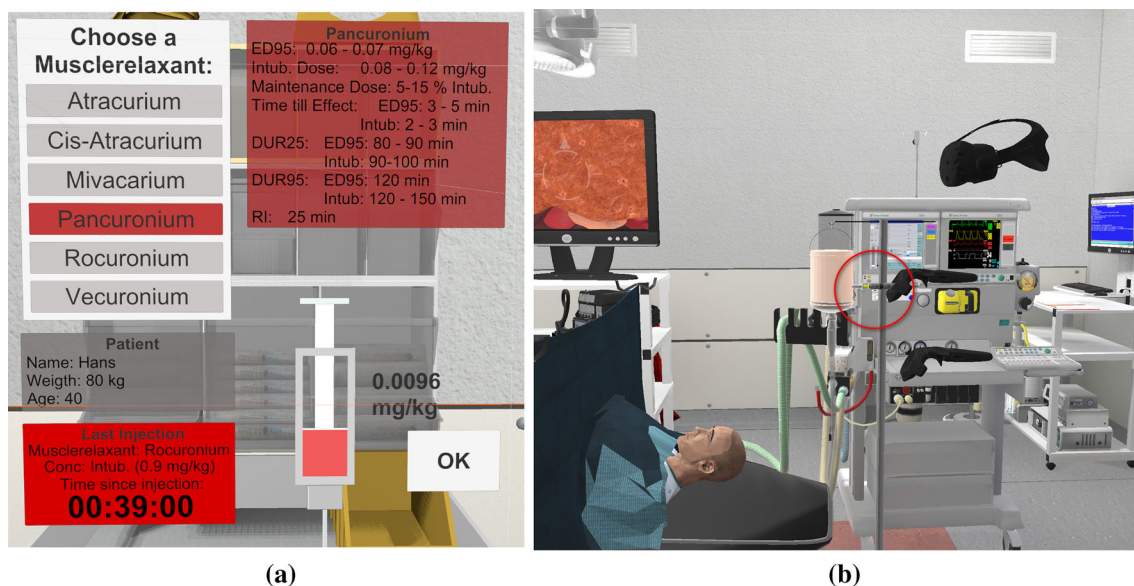 Choose a
Musclerelaxant:
Atracurium
Cis-Atracurium
Mivacarium
Pancuronium
Rocuronium
Vecuronium
Pancuronium
ED95: 0.06 - 0.07 mg/kg
Intub. Dose: 0.08 - 0.12 mg/kg
Maintenance Dose: 5-15 % Intub.
Time till Effect: ED95: 3 - 5 min
Intub: 2 - 3 min
DUR25: ED95: 80 - 90 min
Intub: 90-100 min
DUR95: ED95: 120 min
Intub: 120 - 150 min
RI: 25 min
Patient
Name: Hans
Weigth: 80 kg
Age: 40
Last Injection
Musclerelaxant: Rocuronium
Conc: Intub. (0.9 mg/kg)
Time since injection:
00:39:00
0.0096
mg/kg
OK
(a)
(b)